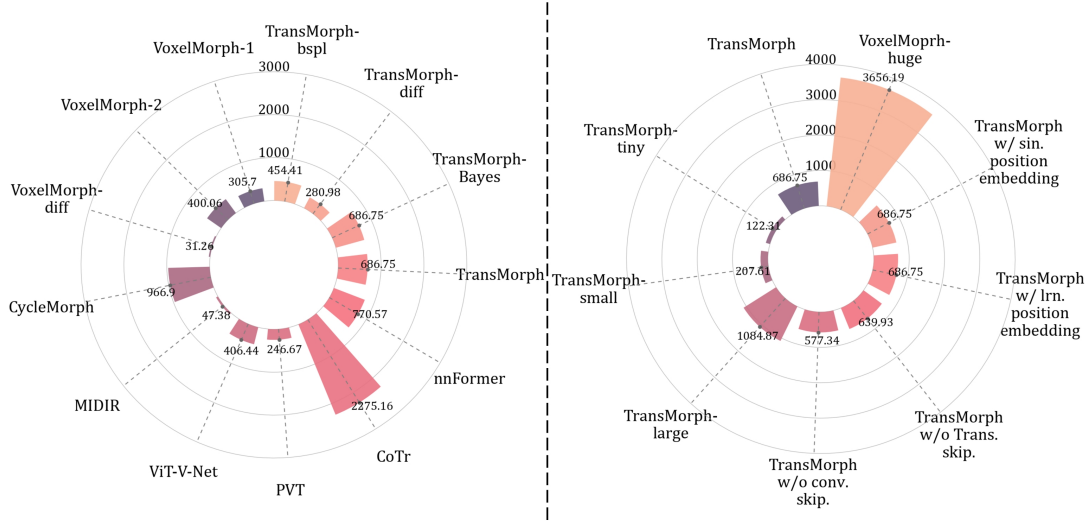 TransMorph-
bspl
VoxelMorph-1
3000
TransMorph-
diff
VoxelMorph-2
2000
1000
454.41
TransMorph-
Bayes
305.7
280.98
400.06
686.75
VoxelMorph-
diff
31.26
686.75
TransMorph
966.9
CycleMorph
47.38
770.57
406.44
246.67
nnFormer
2275.16
MIDIR
CoTr
ViT-V-Net
PVT
TransMorph
4000
VoxelMoprh-
huge
3656.19
3000
TransMorph-
tiny
2000
TransMorph
w/ sin.
position
embedding
1000
686.75
686.75
122.31
207.61
686.75
TransMorph-
small
TransMorph
w/ lrn.
position
embedding
1084.87
577.34
639.93
TransMorph-
large
TransMorph
w/o Trans.
skip.
TransMorph
w/o conv.
skip.